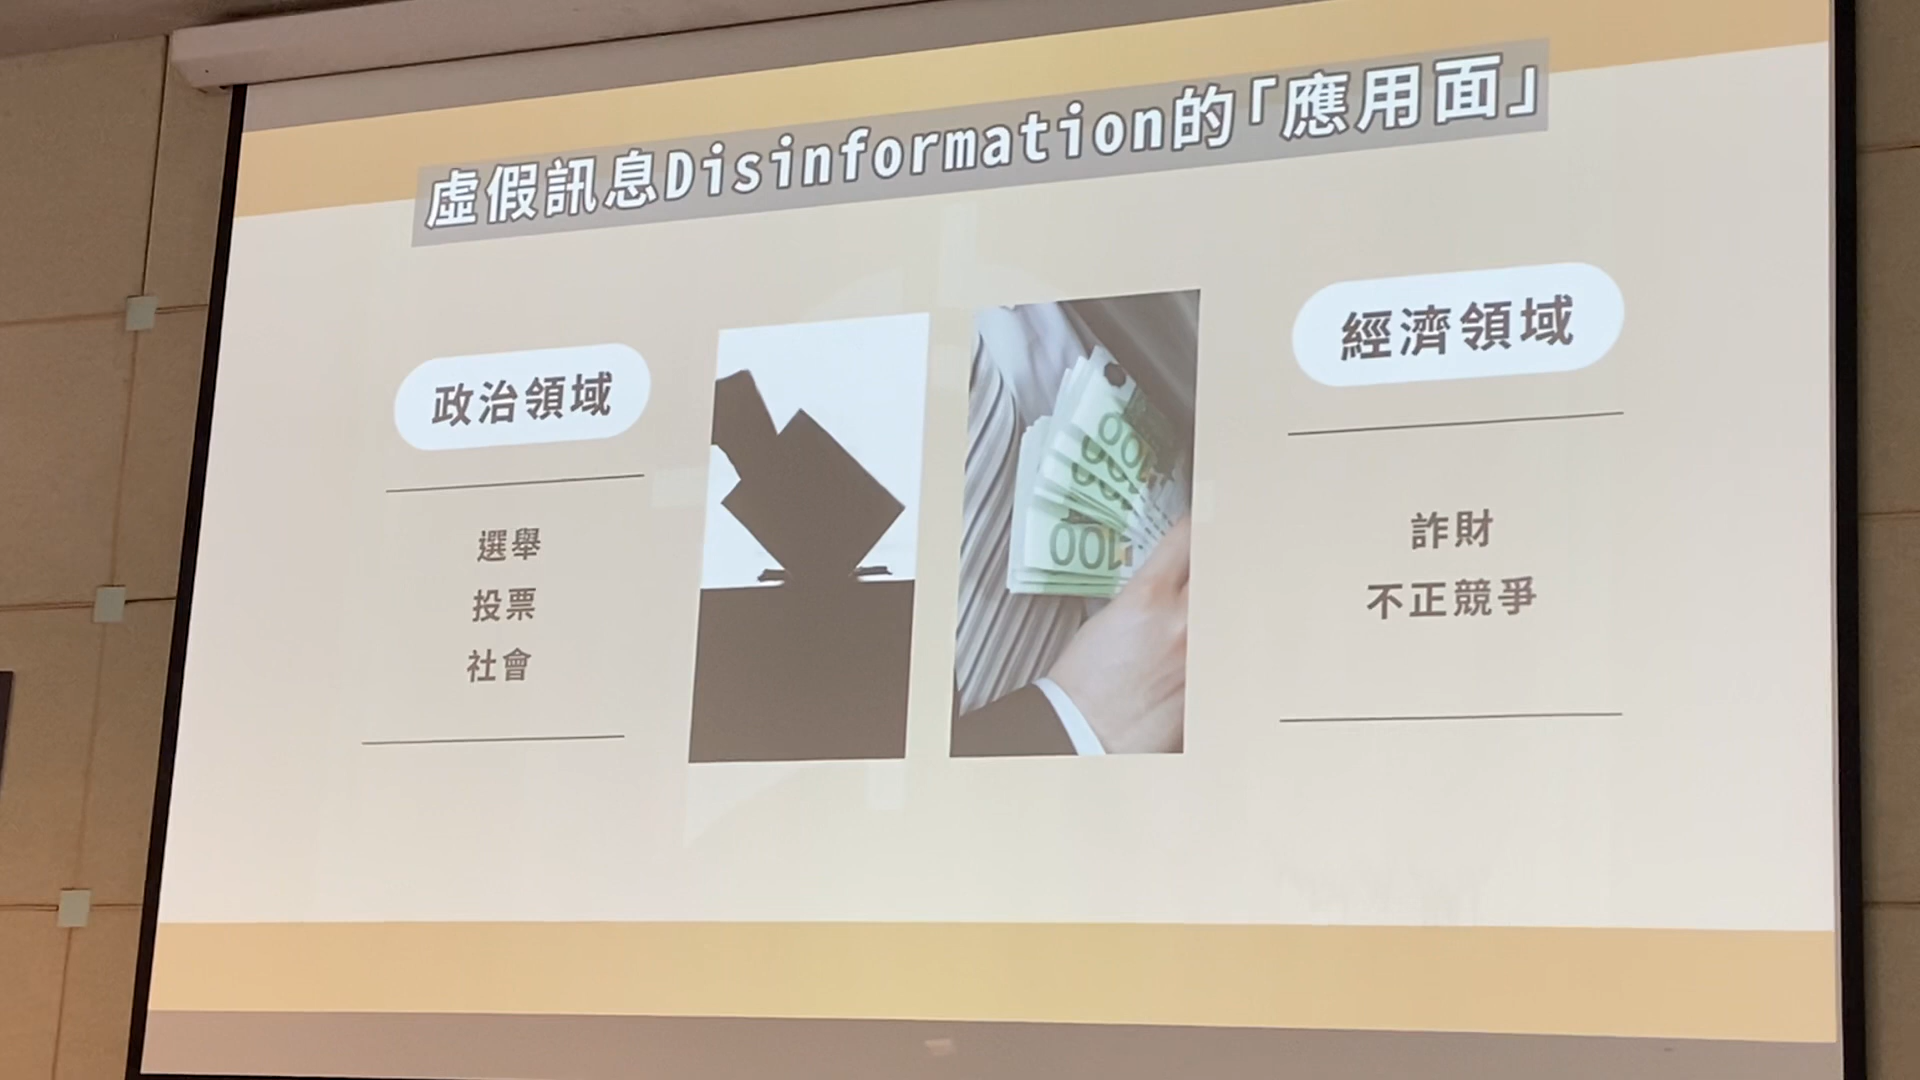 虛假訊息Disinformation的「應用面」
政治領域
選舉
投票
社會
100
100
經濟領域
詐財
不正競爭